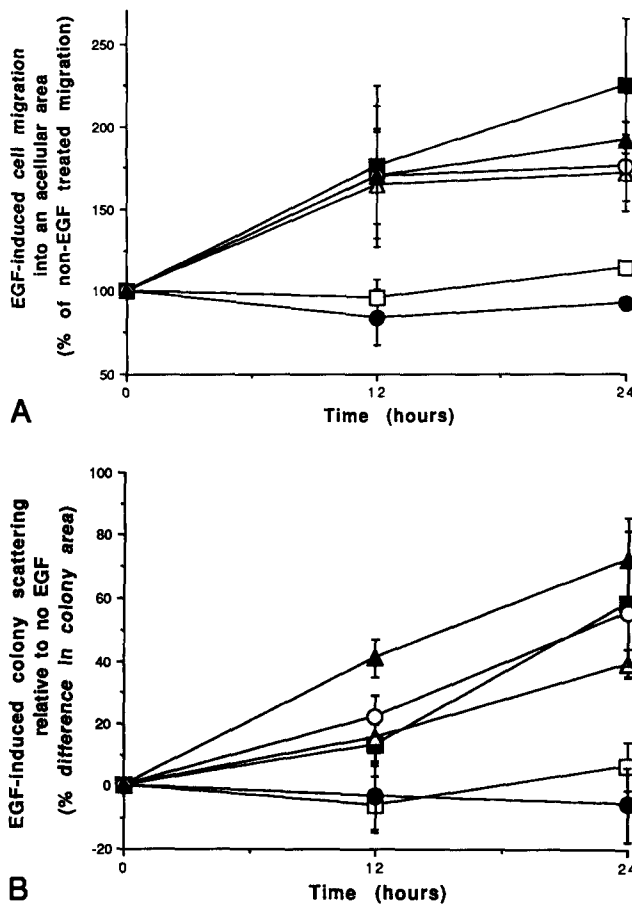 EGF-induced cell migration
into an acellular area
(% of non-EGF treated migration)
250
200
150
100
50
0
12
24
Time (hours)
A
EGF-induced colony scattering
relative to no EGF
(% difference in colony area)
100
80
60
40
20
0
-20
0
12
24
Time (hours)
B